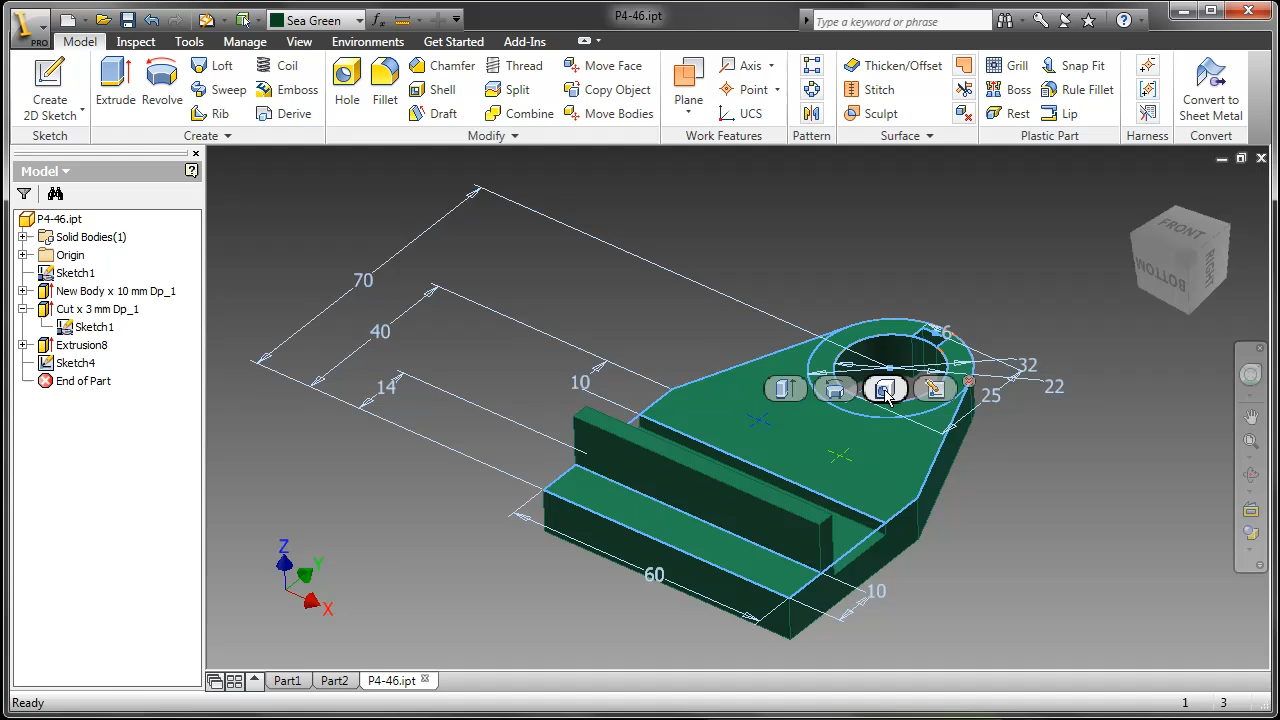 Sea Green
P4-46.ipt
Type a keyword or phrase
PRO
Model
Inspect
Tools
Manage
View
Environments
Get Started
Add-Ins
Create
2D Sketch
Extrude
Revolve
Loft
Sweep
Rib
Coil
Emboss
Derive
Hole
Fillet
Chamfer
Shell
Draft
Thread
Split
Combine
Move Face
Copy Object
Move Bodies
Plane
Axis
Point
UCS
Thicken/Offset
Stitch
Sculpt
Grill
Boss
Rest
Snap Fit
Rule Fillet
Lip
Convert to
Sheet Metal
Sketch
Create
Modify
Work Features
Pattern
Surface
Plastic Part
Harness
Convert
Model
P4-46.ipt
Solid Bodies(1)
Origin
Sketch1
New Body x 10 mm Dp_1
Cut x 3 mm Dp_1
Sketch1
Extrusion8
Sketch4
End of Part
FRONT
RIGHT
BOTTOM
70
40
14
10
6
32
22
25
60
10
Z
Y
X
Part1
Part2
P4-46.ipt
Ready
1
3